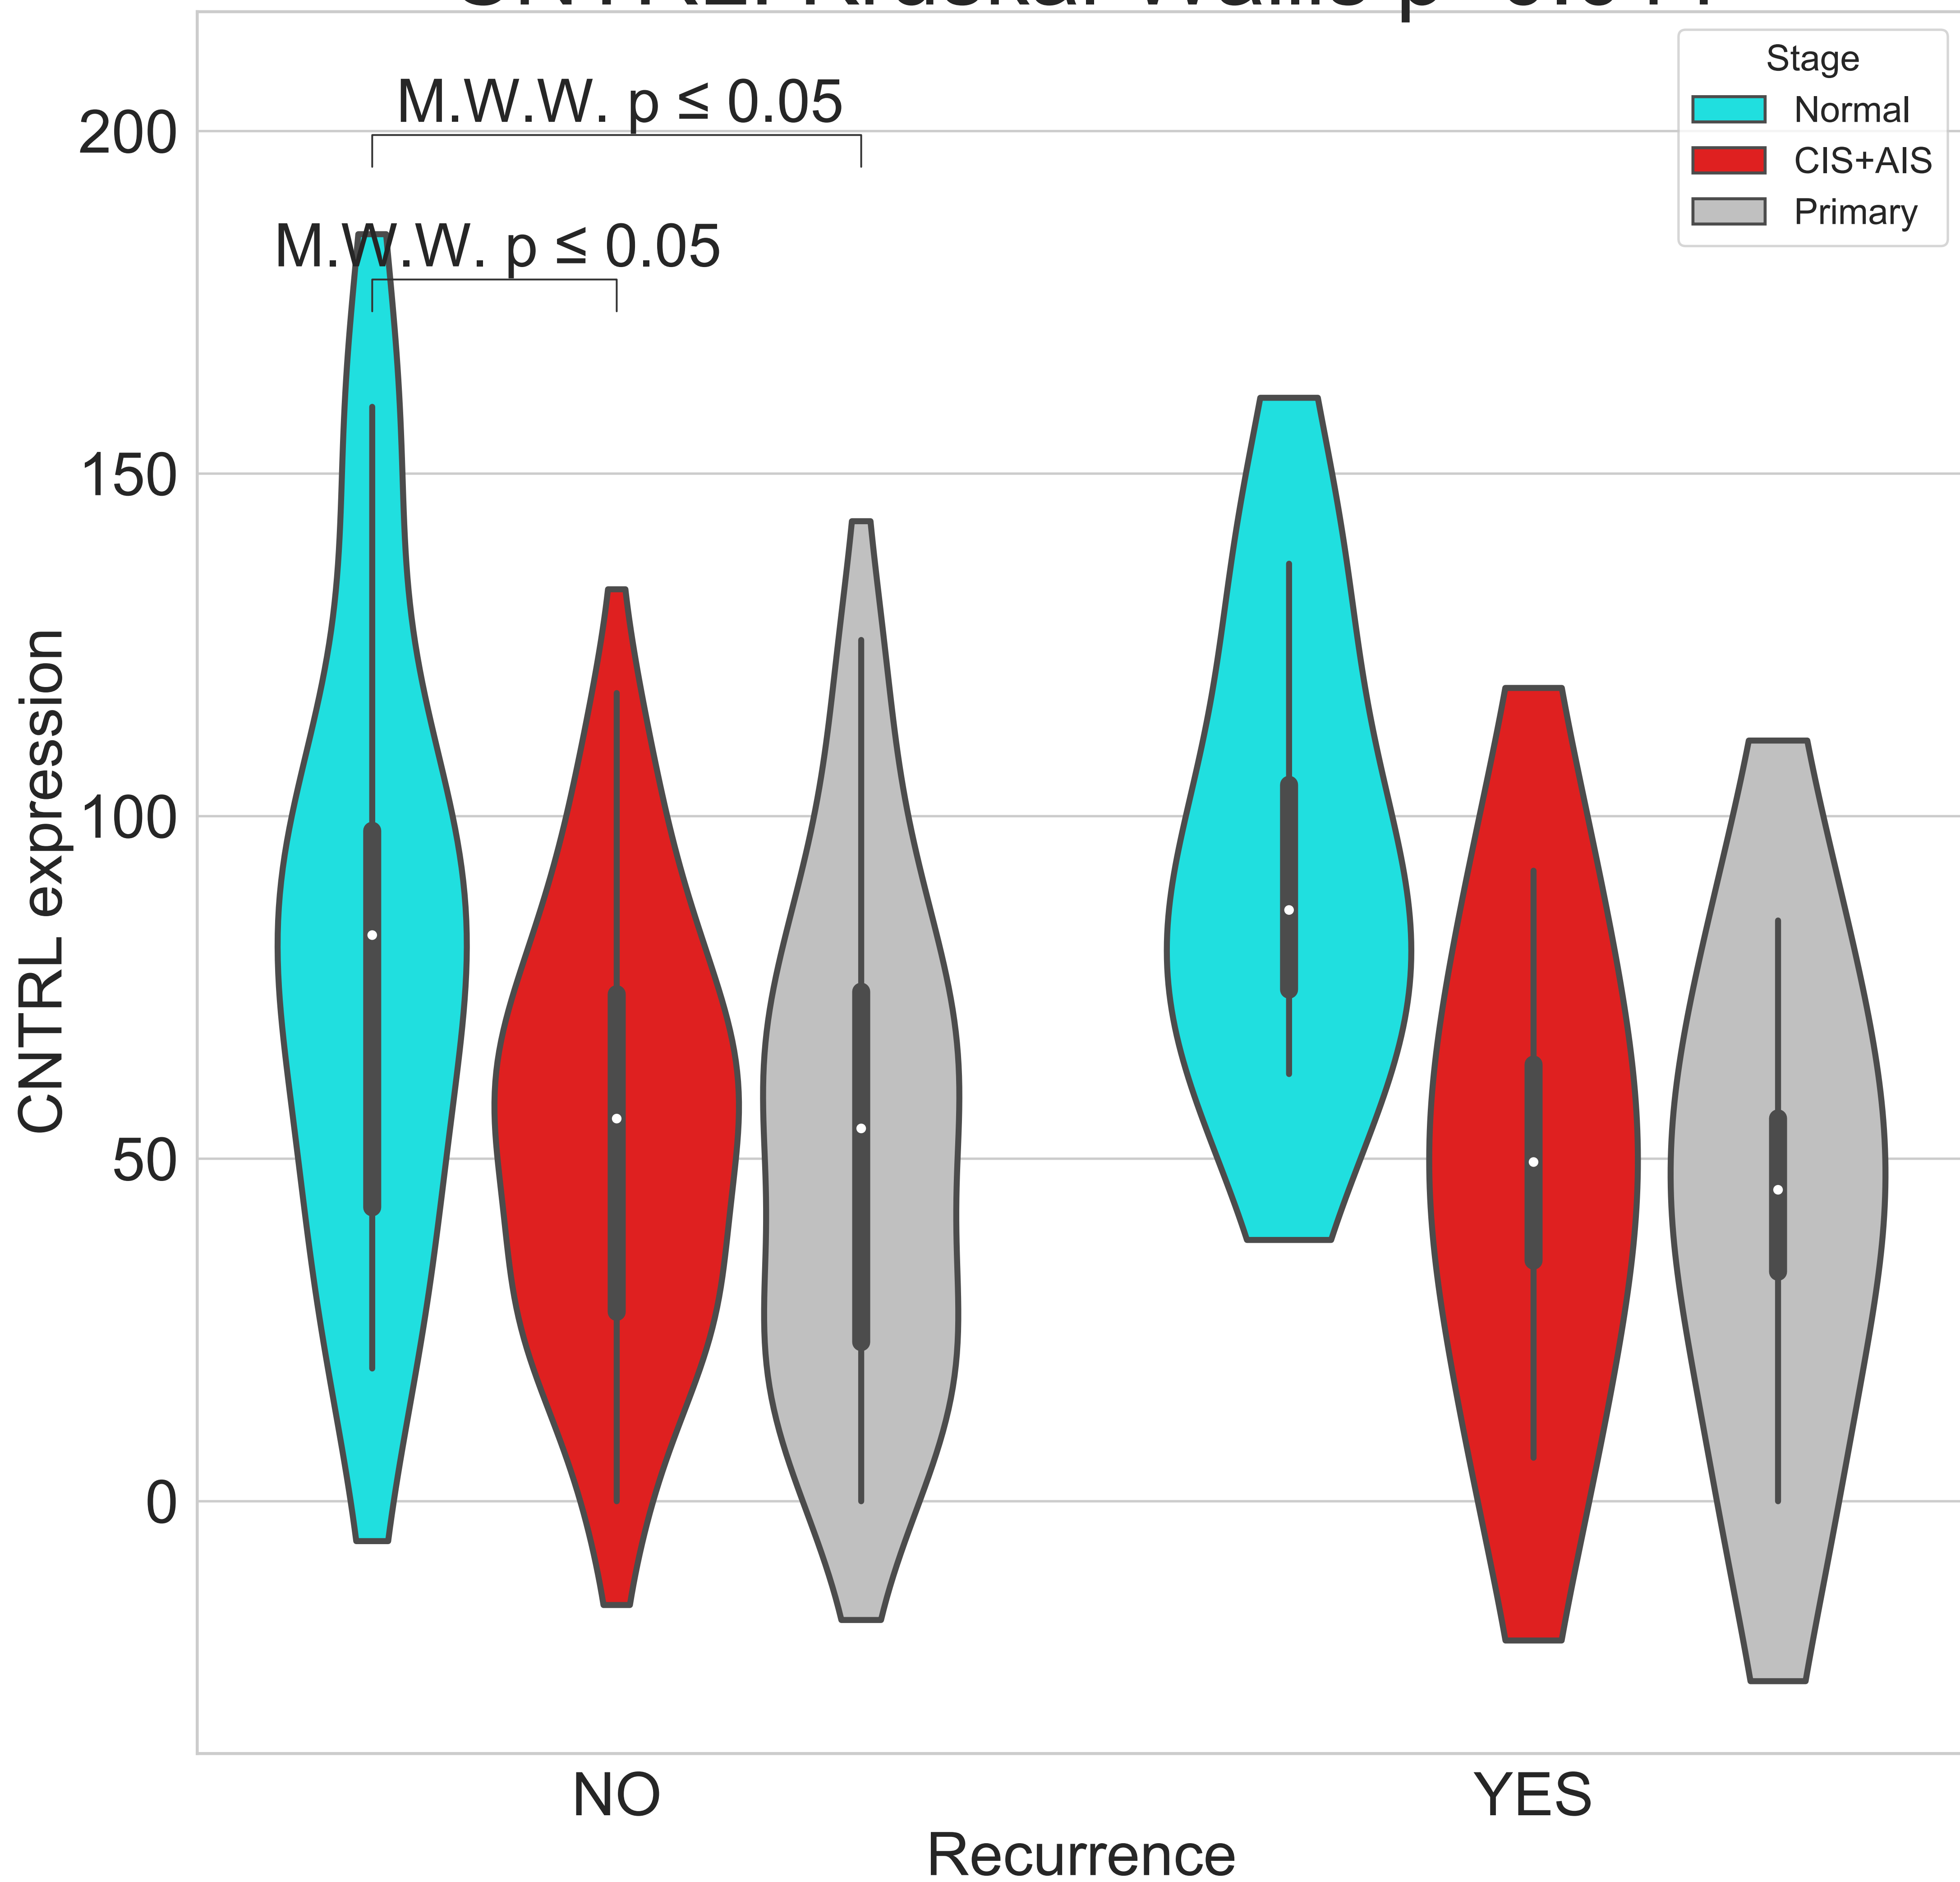 M.W.W. p ≤ 0.05
M.W.W. p ≤ 0.05
Stage
Normal
CIS+AIS
Primary
200
150
100
50
0
CNTRL expression
NO
YES
Recurrence